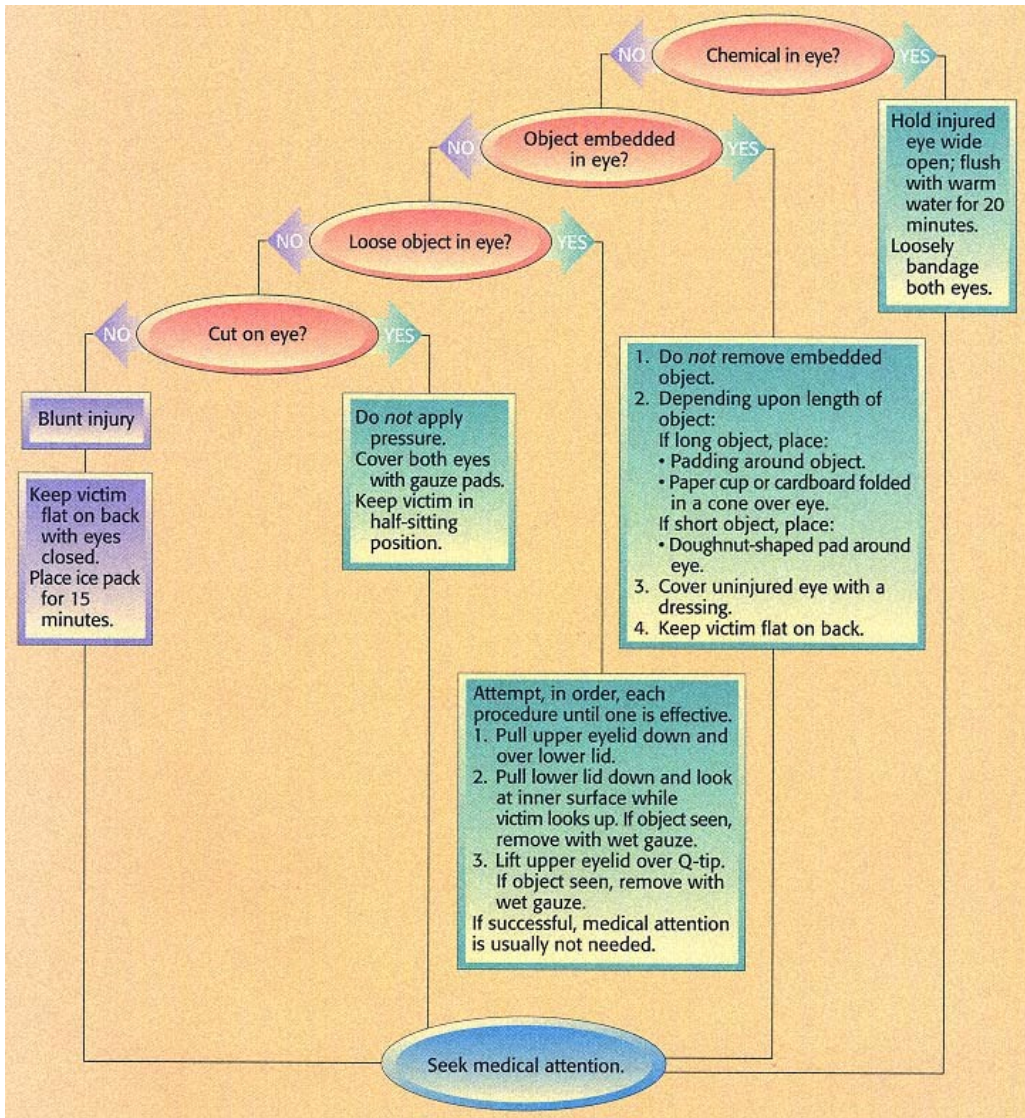 NO
Chemical in eye?
YES
Hold injured
eye wide
open; flush
with warm
water for 20
minutes.
Loosely
bandage
both eyes.
NO
Object embedded
in eye?
YES
1. Do not remove embedded
object.
2. Depending upon length of
object:
If long object, place:
• Padding around object.
• Paper cup or cardboard folded
in a cone over eye.
If short object, place:
• Doughnut-shaped pad around
eye.
3. Cover uninjured eye with a
dressing.
4. Keep victim flat on back.
NO
Loose object in eye?
YES
Attempt, in order, each
procedure until one is effective.
1. Pull upper eyelid down and
over lower lid.
2. Pull lower lid down and look
at inner surface while
victim looks up. If object seen,
remove with wet gauze.
3. Lift upper eyelid over Q-tip.
If object seen, remove with
wet gauze.
If successful, medical attention
is usually not needed.
NO
Cut on eye?
YES
Do not apply
pressure.
Cover both eyes
with gauze pads.
Keep victim in
half-sitting
position.
Blunt injury
Keep victim
flat on back
with eyes
closed.
Place ice pack
for 15
minutes.
Seek medical attention.